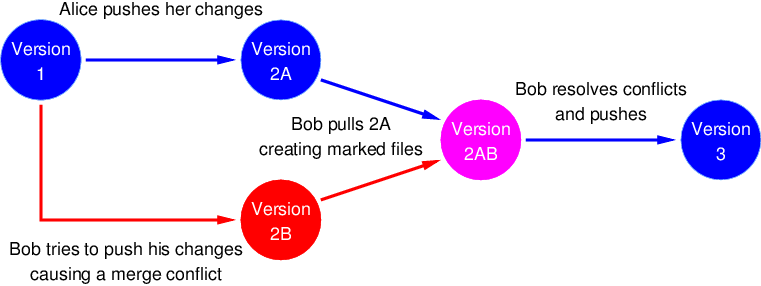 Alice pushes her changes
Version
1
Version
2A
Bob pulls 2A
creating marked files
Version
2AB
Bob resolves conflicts
and pushes
Version
3
Version
2B
Bob tries to push his changes
causing a merge conflict